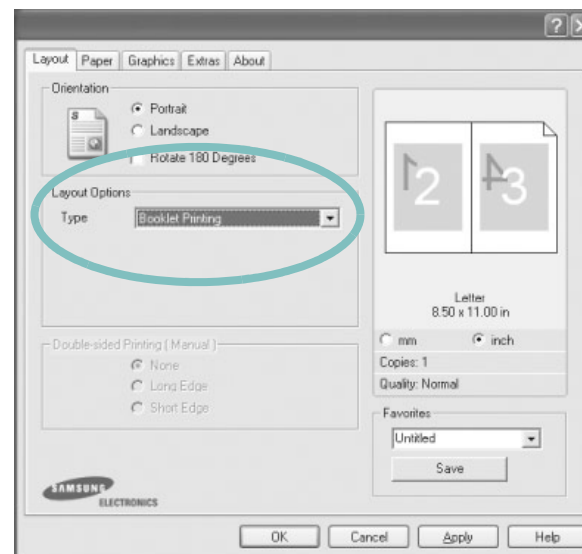 Layout Paper Graphics Extras About
Orientation
Portrait
Landscape
Rotate 180 Degrees
Layout Options
Type Booklet Printing
Double-sided Printing ( Manual )
None
Long Edge
Short Edge
SAMSUNG
ELECTRONICS
S
1 2 4 3
Letter
8.50 x 11.00 in
mm inch
Copies: 1
Quality: Normal
Favorites
Untitled
Save
OK Cancel Apply Help